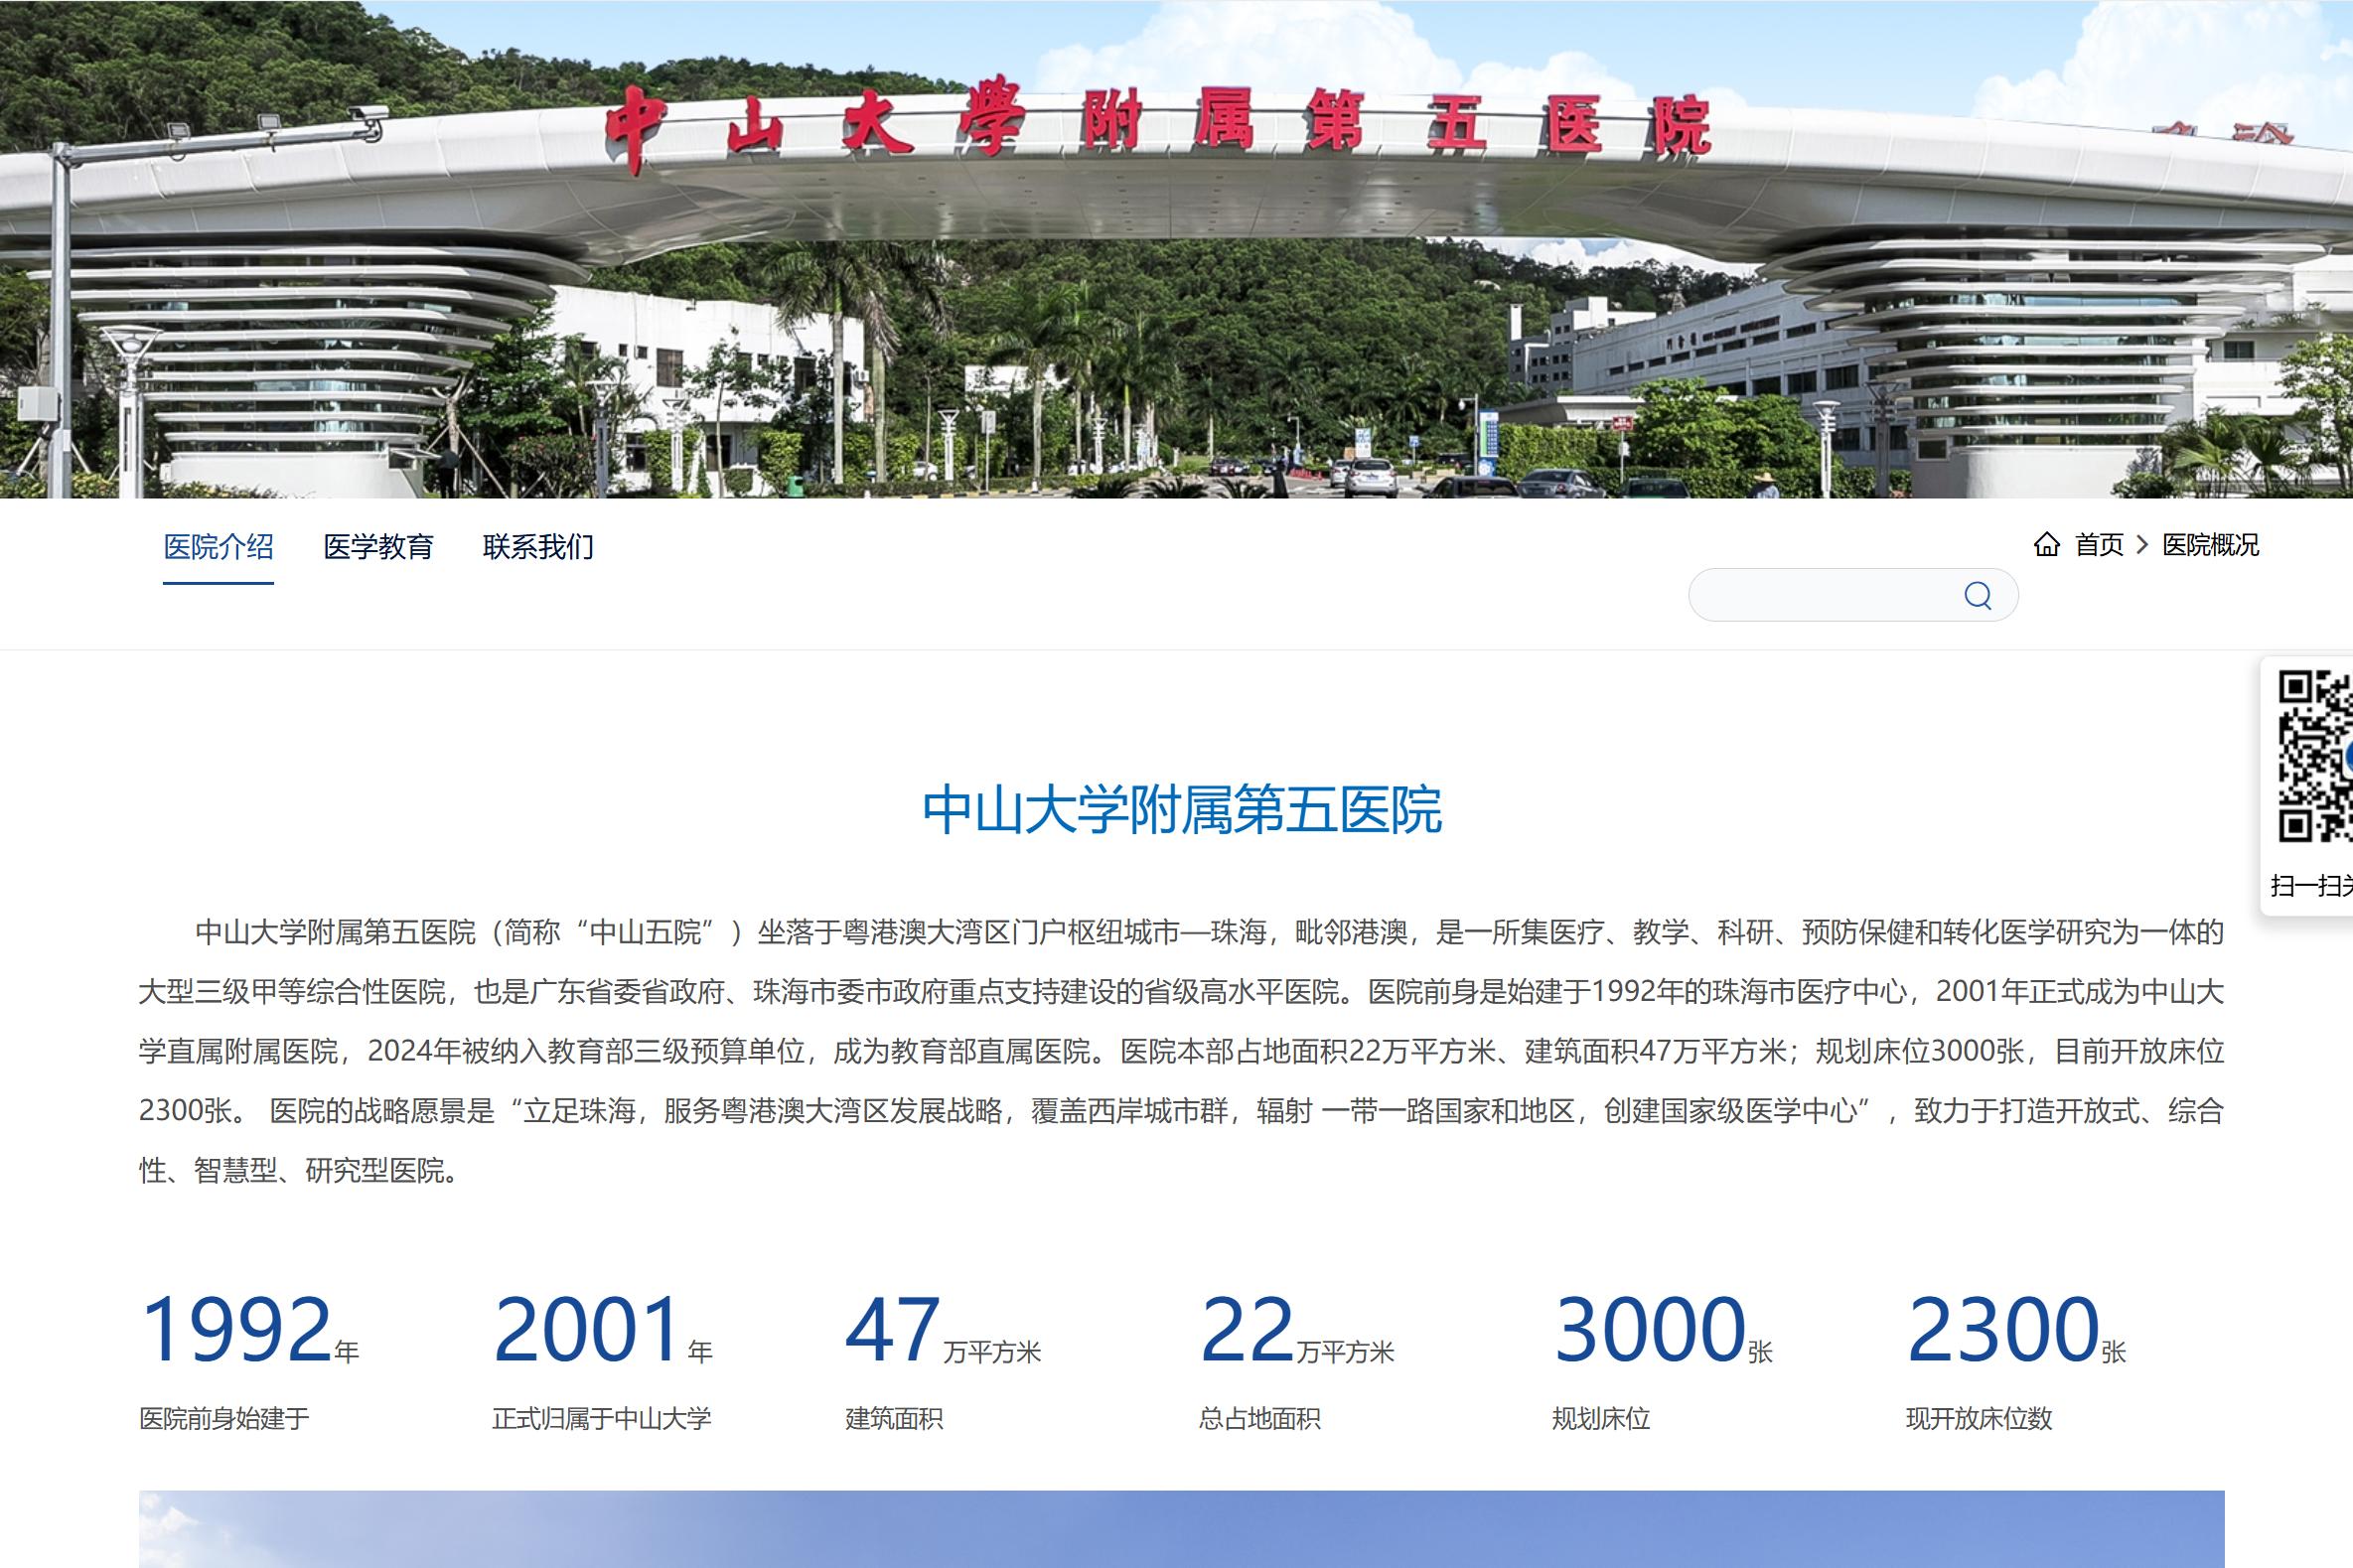 中山大學附属第五医院
医院介绍 医学教育 联系我们
首页 > 医院概况
扫一扫关
中山大学附属第五医院
中山大学附属第五医院（简称“中山五院”）坐落于粤港澳大湾区门户枢纽城市—珠海，毗邻港澳，是一所集医疗、教学、科研、预防保健和转化医学研究为一体的
大型三级甲等综合性医院，也是广东省委省政府、珠海市委市政府重点支持建设的省级高水平医院。医院前身是始建于1992年的珠海市医疗中心，2001年正式成为中山大
学直属附属医院，2024年被纳入教育部三级预算单位，成为教育部直属医院。医院本部占地面积22万平方米、建筑面积47万平方米；规划床位3000张，目前开放床位
2300张。 医院的战略愿景是“立足珠海，服务粤港澳大湾区发展战略，覆盖西岸城市群，辐射 一带一路国家和地区，创建国家级医学中心”，致力于打造开放式、综合
性、智慧型、研究型医院。
1992年
医院前身始建于
2001年
正式归属于中山大学
47万平方米
建筑面积
22万平方米
总占地面积
3000张
规划床位
2300张
现开放床位数